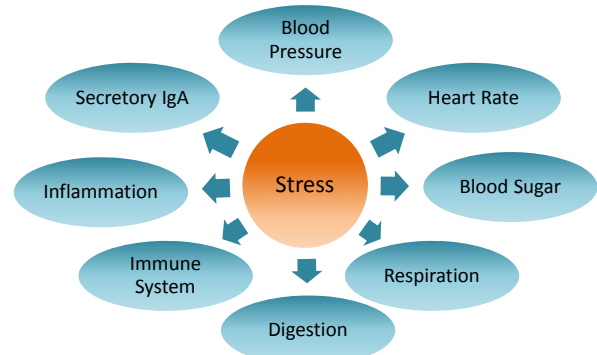 Blood
Pressure
Secretory IgA
Heart Rate
Inflammation
Stress
Blood Sugar
Immune
System
Respiration
Digestion